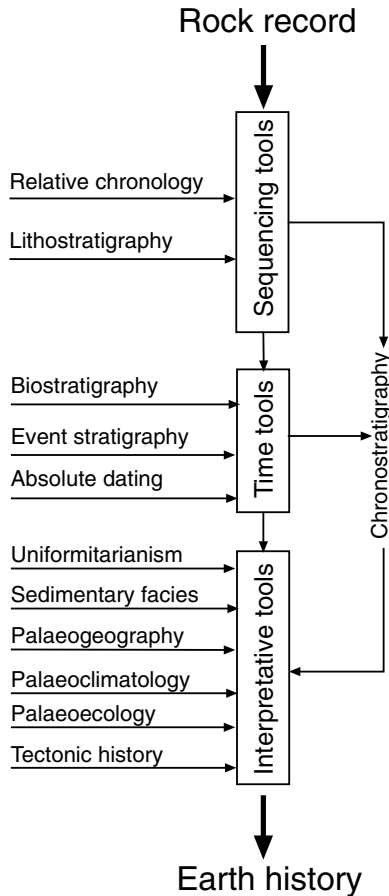 Rock record
Sequencing tools
Relative chronology
Lithostratigraphy
Chronostratigraphy
Time tools
Biostratigraphy
Event stratigraphy
Absolute dating
Interpretative tools
Uniformitarianism
Sedimentary facies
Palaeogeography
Palaeoclimatology
Palaeoecology
Tectonic history
Earth history